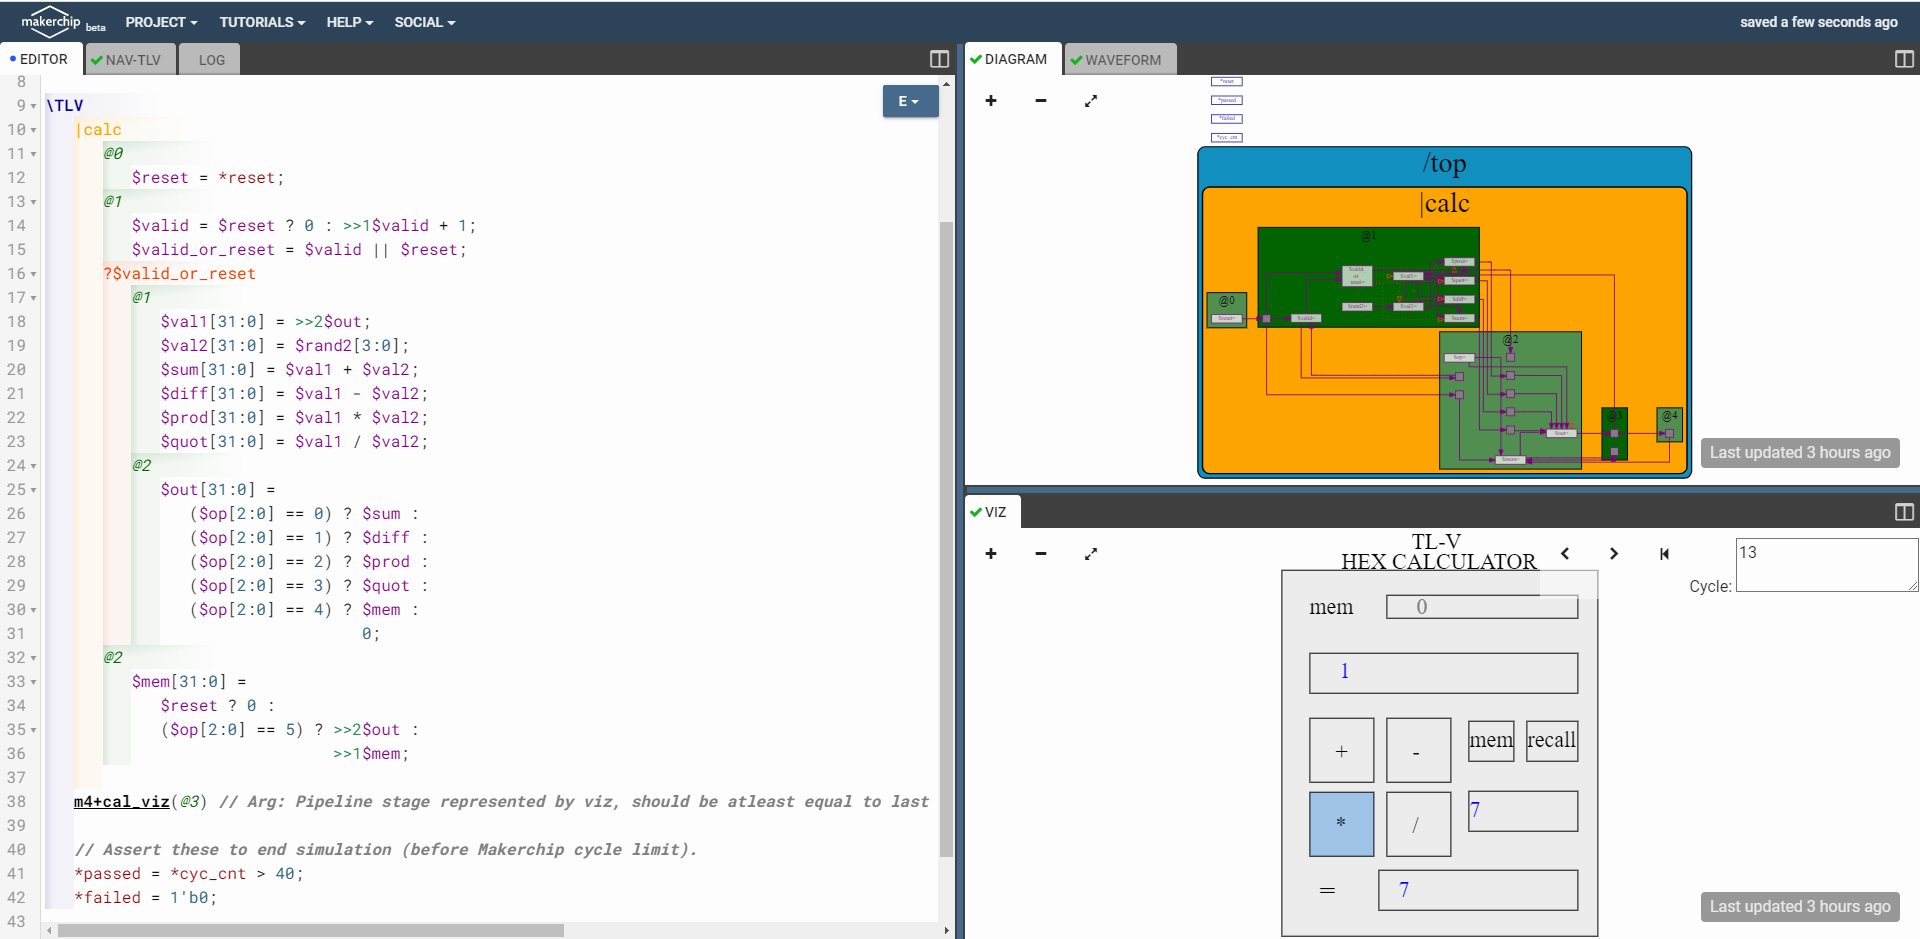 makerchip beta PROJECT TUTORIALS HELP SOCIAL saved a few seconds ago
EDITOR NAV-TLV LOG
8
9 \TLV
10 |calc
11 @0
12 $reset = *reset;
13 @1
14 $valid = $reset ? 0 : >>1$valid + 1;
15 $valid_or_reset = $valid || $reset;
16 ?$valid_or_reset
17 @1
18 $val1[31:0] = >>2$out;
19 $val2[31:0] = $rand2[3:0];
20 $sum[31:0] = $val1 + $val2;
21 $diff[31:0] = $val1 - $val2;
22 $prod[31:0] = $val1 * $val2;
23 $quot[31:0] = $val1 / $val2;
24 @2
25 $out[31:0] =
26 ($op[2:0] == 0) ? $sum :
27 ($op[2:0] == 1) ? $diff :
28 ($op[2:0] == 2) ? $prod :
29 ($op[2:0] == 3) ? $quot :
30 ($op[2:0] == 4) ? $mem :
31 0;
32 @2
33 $mem[31:0] =
34 $reset ? 0 :
35 ($op[2:0] == 5) ? >>2$out :
36 >>1$mem;
37
38 m4+cal_viz(@3) // Arg: Pipeline stage represented by viz, should be atleast equal to last
39
40 // Assert these to end simulation (before Makerchip cycle limit).
41 *passed = *cyc_cnt > 40;
42 *failed = 1'b0;
43
E
DIAGRAM WAVEFORM
*reset
*passed
*failed
*cyc_cnt
/top
|calc
@1
@0
@2
@3
@4
Last updated 3 hours ago
VIZ
TL-V
HEX CALCULATOR
Cycle: 13
mem 0
1
+ - mem recall
* / 7
= 7
Last updated 3 hours ago